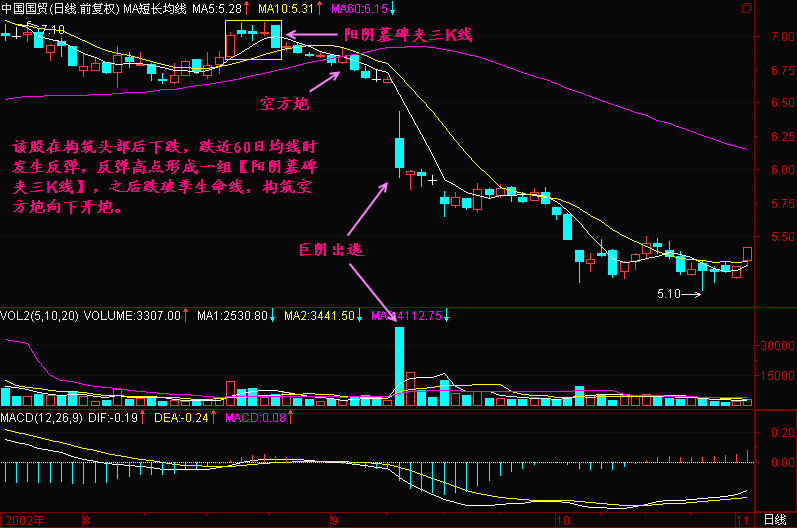 中国国贸(日线.前复权) MA短长均线 MA5:5.28↑ MA10:5.31↑ MA60:6.15↓
7.10
阳阴墓碑夹三K线
7.00
6.75
空方炮
6.50
该股在构筑头部后下跌，跌近60日均线时
发生反弹，反弹高点形成一组【阳阴墓碑
夹三K线】，之后跌破季生命线，构筑空
方炮向下开炮。
6.25
6.00
5.75
巨阴出逃
5.50
5.10→
VOL2(5,10,20) VOLUME:3307.00↑ MA1:2530.80↓ MA2:3441.50↓ MA3:4112.75↓
30000
15000
MACD(12,26,9) DIF:-0.19↑ DEA:-0.24↑ MACD:0.08↑
0.20
0.00
2002年 8 9 10 11 日线